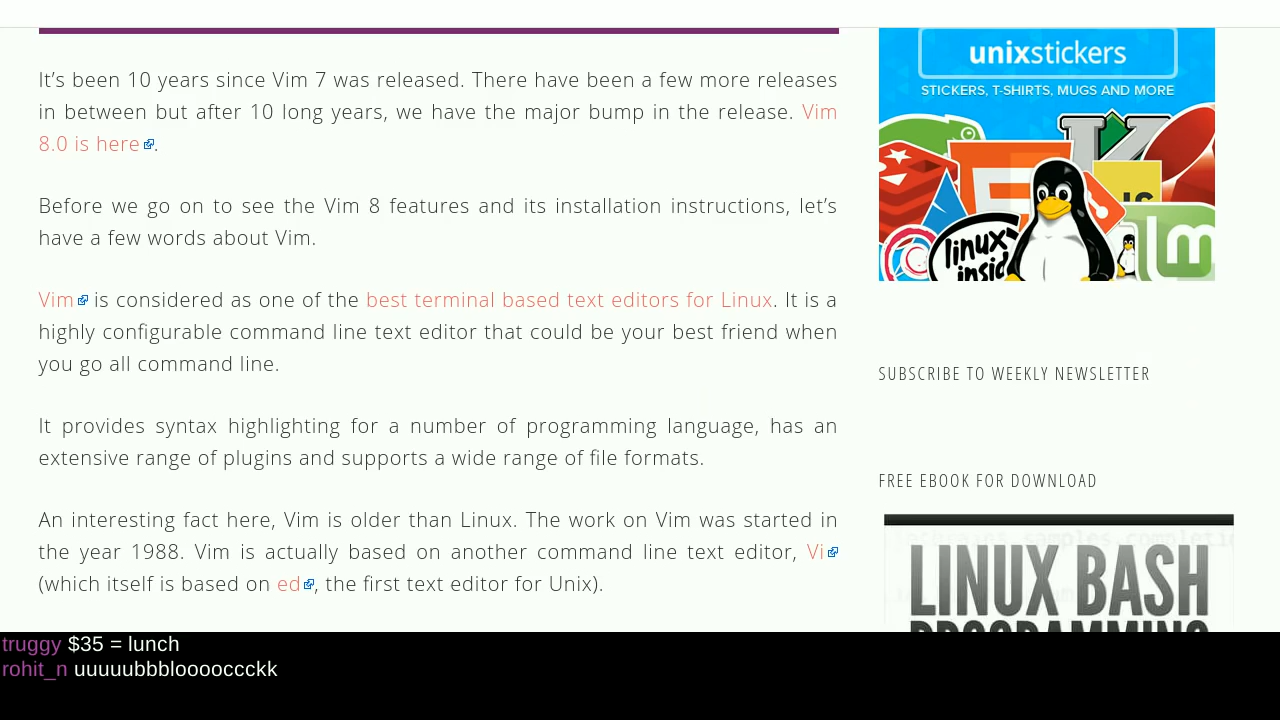 It’s been 10 years since Vim 7 was released. There have been a few more releases
in between but after 10 long years, we have the major bump in the release. Vim
8.0 is here.
Before we go on to see the Vim 8 features and its installation instructions, let’s
have a few words about Vim.
Vim is considered as one of the best terminal based text editors for Linux. It is a
highly configurable command line text editor that could be your best friend when
you go all command line.
It provides syntax highlighting for a number of programming language, has an
extensive range of plugins and supports a wide range of file formats.
An interesting fact here, Vim is older than Linux. The work on Vim was started in
the year 1988. Vim is actually based on another command line text editor, Vi
(which itself is based on ed, the first text editor for Unix).
unixstickers
STICKERS, T-SHIRTS, MUGS AND MORE
JS
linux
inside
SUBSCRIBE TO WEEKLY NEWSLETTER
FREE EBOOK FOR DOWNLOAD
LINUX BASH
PROGRAMMING
truggy $35 = lunch
rohit_n uuuuubbblooooccckk